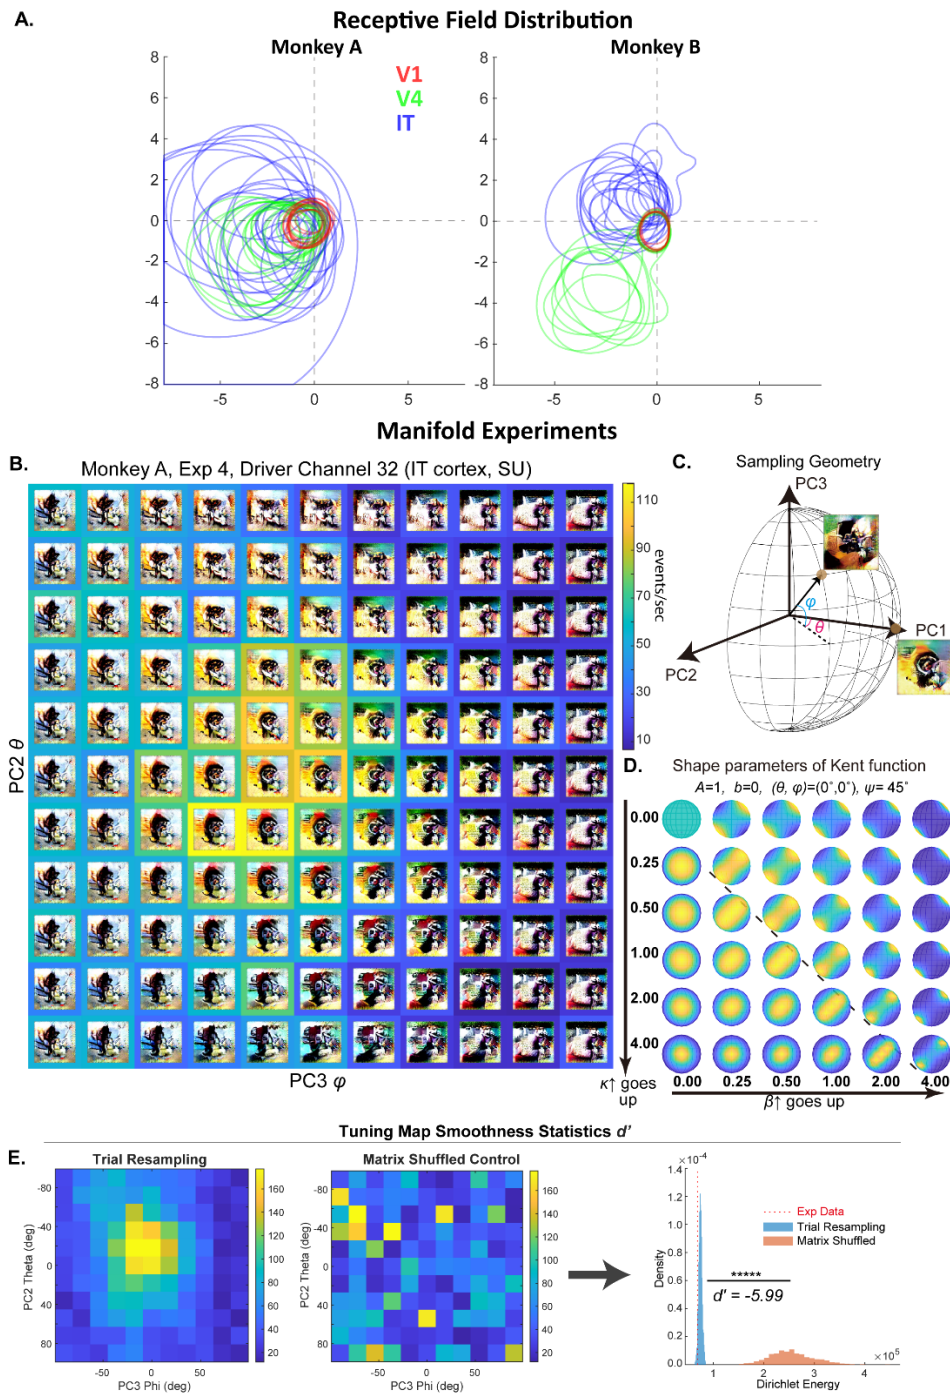 A.
Receptive Field Distribution
Monkey A
Monkey B
V1
V4
IT
8
6
4
2
0
-2
-4
-6
-8
-5
0
5
8
6
4
2
0
-2
-4
-6
-8
-5
0
5
Manifold Experiments
B.
Monkey A, Exp 4, Driver Channel 32 (IT cortex, SU)
PC2 θ
PC3 φ
110
90
70
50
30
10
events/sec
C.
Sampling Geometry
PC3
φ
θ
PC1
PC2
D.
Shape parameters of Kent function
A=1, b=0, (θ, φ)=(0°,0°), ψ= 45°
0.00
0.25
0.50
1.00
2.00
4.00
κ↑ goes
up
0.00 0.25 0.50 1.00 2.00 4.00
β↑ goes up
Tuning Map Smoothness Statistics d'
E.
Trial Resampling
-80
-40
0
40
80
PC2 Theta (deg)
-50 0 50
PC3 Phi (deg)
160
140
120
100
80
60
40
20
Matrix Shuffled Control
-80
-40
0
40
80
PC2 Theta (deg)
-50 0 50
PC3 Phi (deg)
160
140
120
100
80
60
40
20
×10⁻⁴
1.4
1.2
1.0
0.8
0.6
0.4
0.2
0.0
Density
Exp Data
Trial Resampling
Matrix Shuffled
*****
d' = -5.99
1 2 3 4
×10⁵
Dirichlet Energy